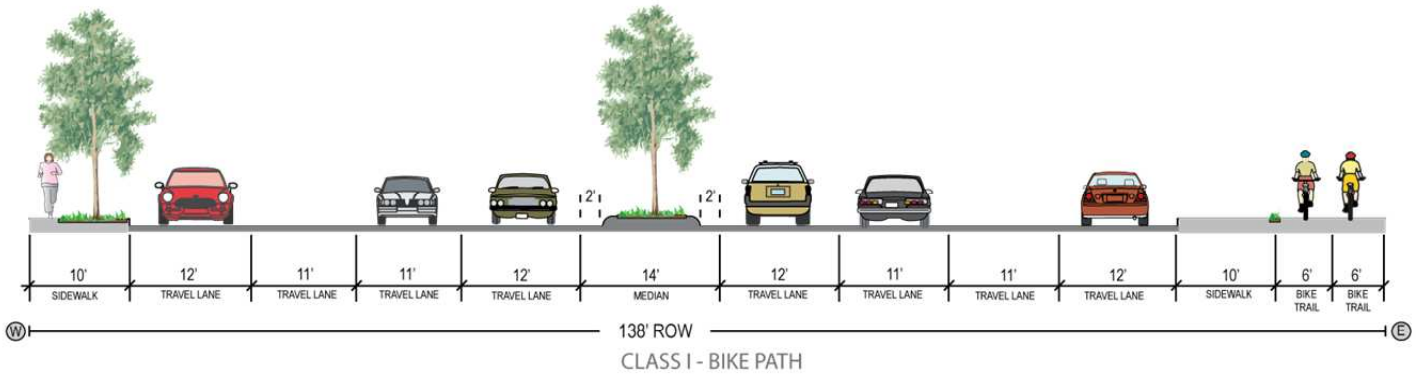 2' 2'
10' 12' 11' 11' 12' 14' 12' 11' 11' 12' 10' 6' 6'
SIDEWALK TRAVEL LANE TRAVEL LANE TRAVEL LANE TRAVEL LANE MEDIAN TRAVEL LANE TRAVEL LANE TRAVEL LANE TRAVEL LANE SIDEWALK BIKE BIKE
TRAIL TRAIL
W 138' ROW E
CLASS I - BIKE PATH